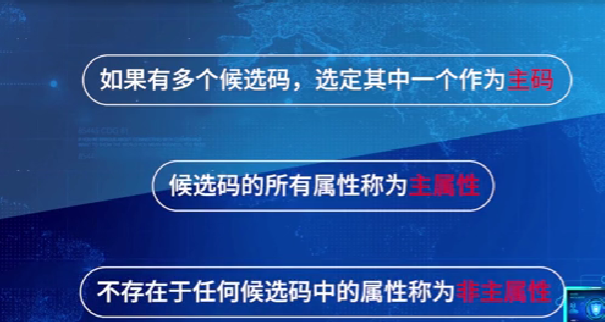 如果有多个候选码，选定其中一个作为主码
候选码的所有属性称为主属性
不存在于任何候选码中的属性称为非主属性